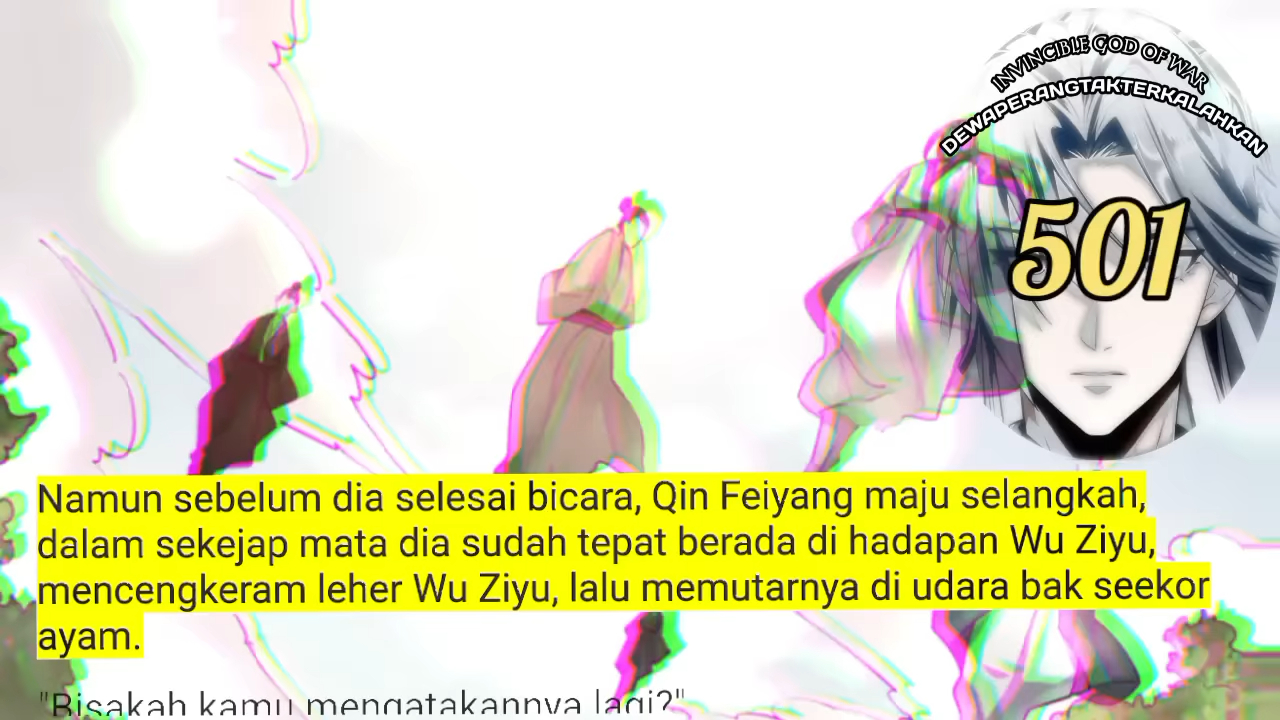 INVINCIBLE GOD OF WAR
DEWAPERANGTAKTERKALAHKAN
501
Namun sebelum dia selesai bicara, Qin Feiyang maju selangkah,
dalam sekejap mata dia sudah tepat berada di hadapan Wu Ziyu,
mencengkeram leher Wu Ziyu, lalu memutarnya di udara bak seekor
ayam.
"Bisakah kamu mengatakannya lagi?"